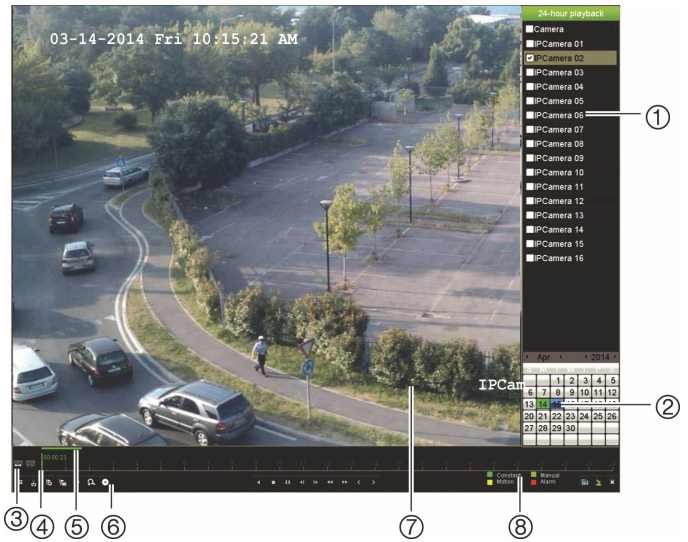 24-hour playback
03-14-2014 Fri 10:15:21 AM
Camera
IPCamera 01
IPCamera 02
IPCamera 03
IPCamera 04
IPCamera 05
IPCamera 06
IPCamera 07
IPCamera 08
IPCamera 09
IPCamera 10
IPCamera 11
IPCamera 12
IPCamera 13
IPCamera 14
IPCamera 15
IPCamera 16
①
Apr 2014
1 2 3 4 5
6 7 8 9 10 11 12
13 14
20 21 22 23 24 25 26
27 28 29 30
②
IPCam
00:00:23
Constant Manual
Motion Alarm
③ ④ ⑤ ⑥ ⑦ ⑧